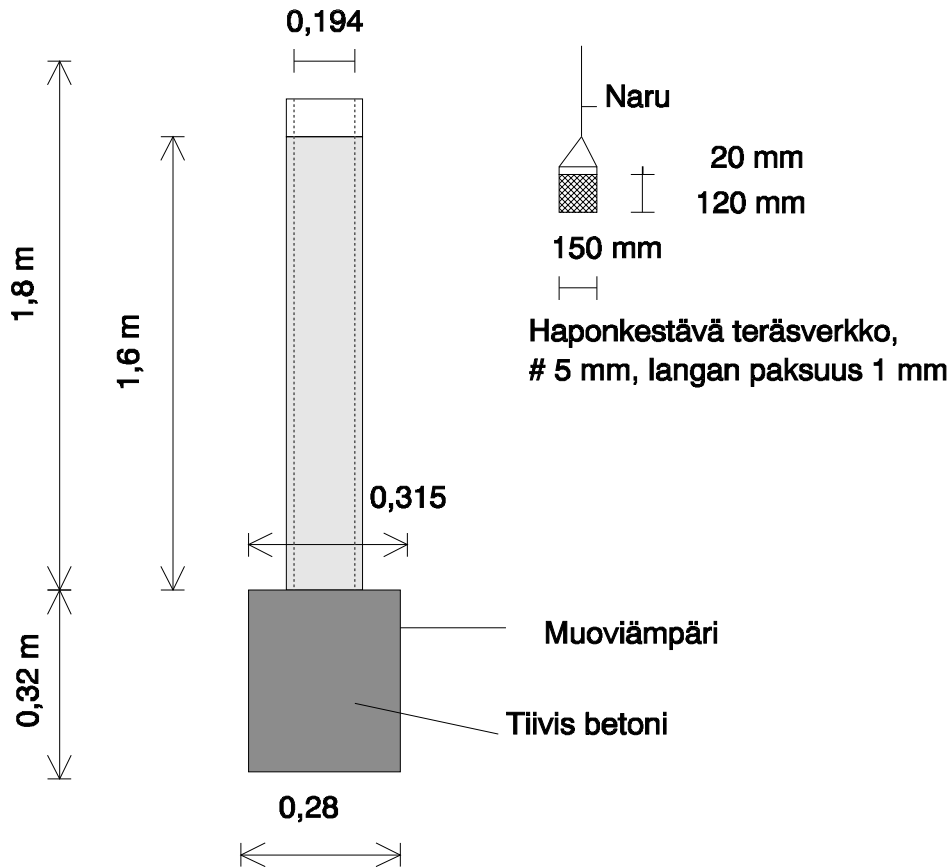 0,194
Naru
20 mm
120 mm
150 mm
1,8 m
1,6 m
Haponkestävä teräsverkko,
# 5 mm, langan paksuus 1 mm
0,315
Muoviämpäri
0,32 m
Tiivis betoni
0,28